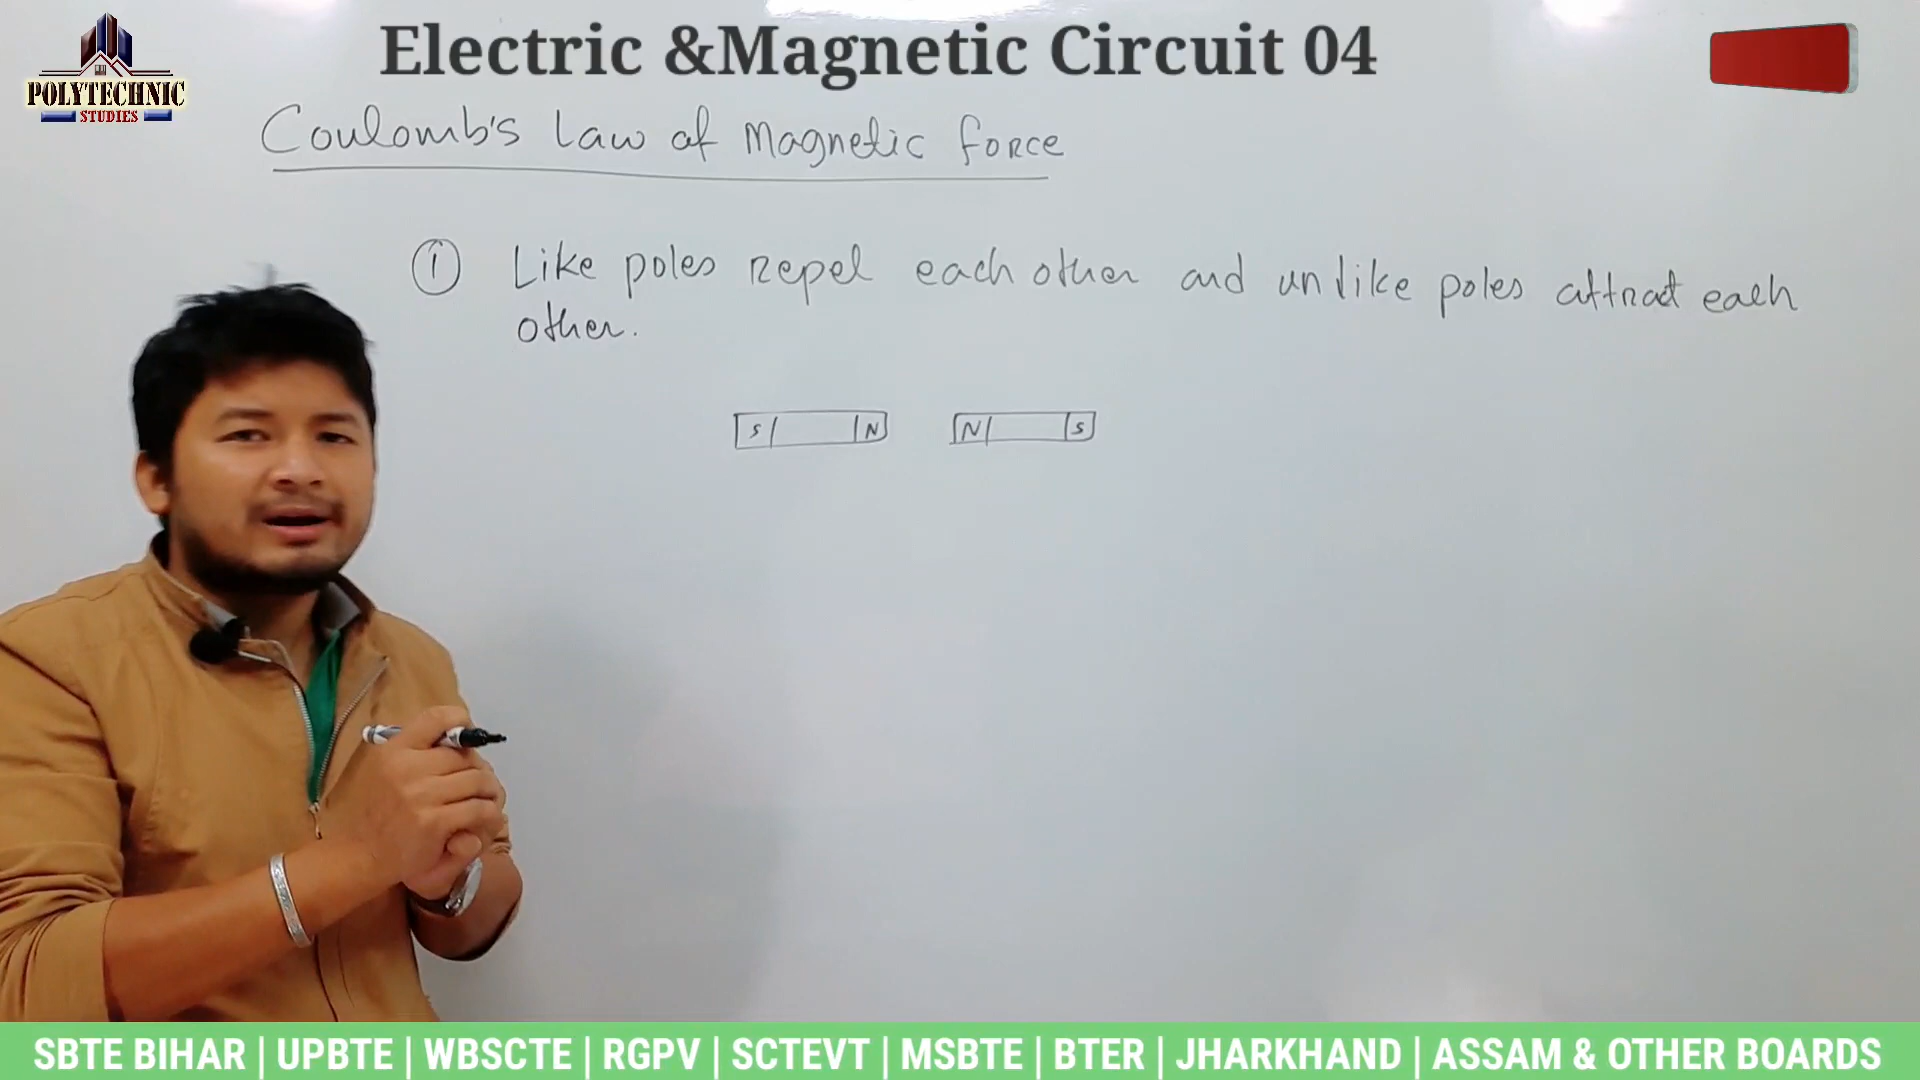 Electric &Magnetic Circuit 04
POLYTECHNIC
STUDIES
Coulomb's Law of Magnetic force
① Like poles repel each other and unlike poles attract each
other.
S N N S
SBTE BIHAR | UPBTE | WBSCTE | RGPV | SCTEVT | MSBTE | BTER | JHARKHAND | ASSAM & OTHER BOARDS